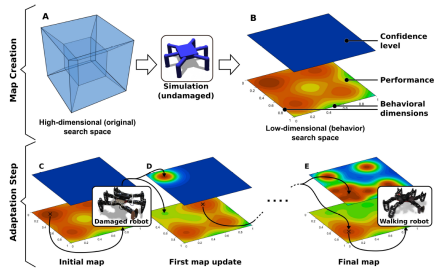 Map Creation
A
High-dimensional (original)
search space
Simulation
(undamaged)
B
Confidence
level
Performance
Behavioral
dimensions
Low-dimensional (behavior)
search space
Adaptation Step
C
Damaged robot
Initial map
D
First map update
E
Walking robot
Final map